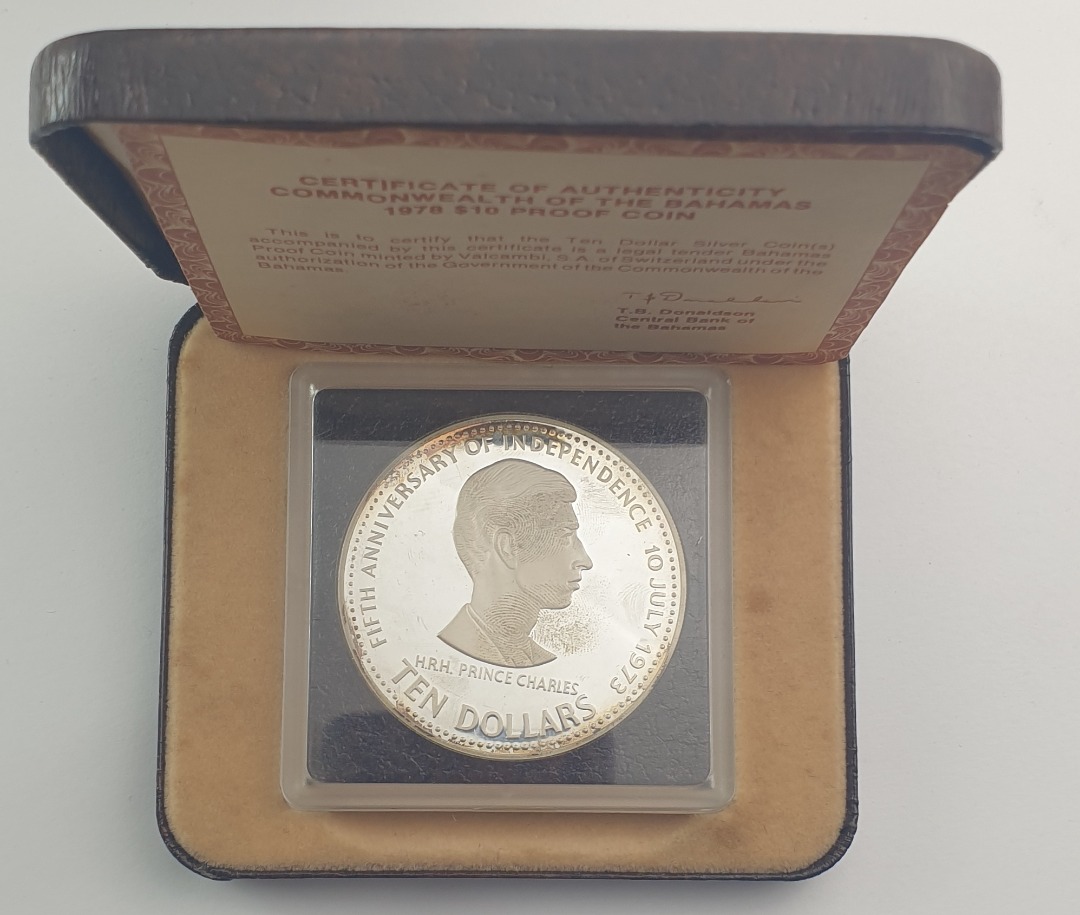 CERTIFICATE OF AUTHENTICITY
COMMONWEALTH OF THE BAHAMAS
1978 $10 PROOF COIN
This is to certify that the Ten Dollar Silver Coin(s)
accompanied by this certificate is a legal tender Bahamas
Proof Coin minted by Valcambi, S.A. of Switzerland under the
authorization of the Government of the Commonwealth of the
Bahamas.
T.B. Donaldson
Central Bank of
the Bahamas
FIFTH ANNIVERSARY OF INDEPENDENCE 10 JULY 1973
H.R.H. PRINCE CHARLES
TEN DOLLARS